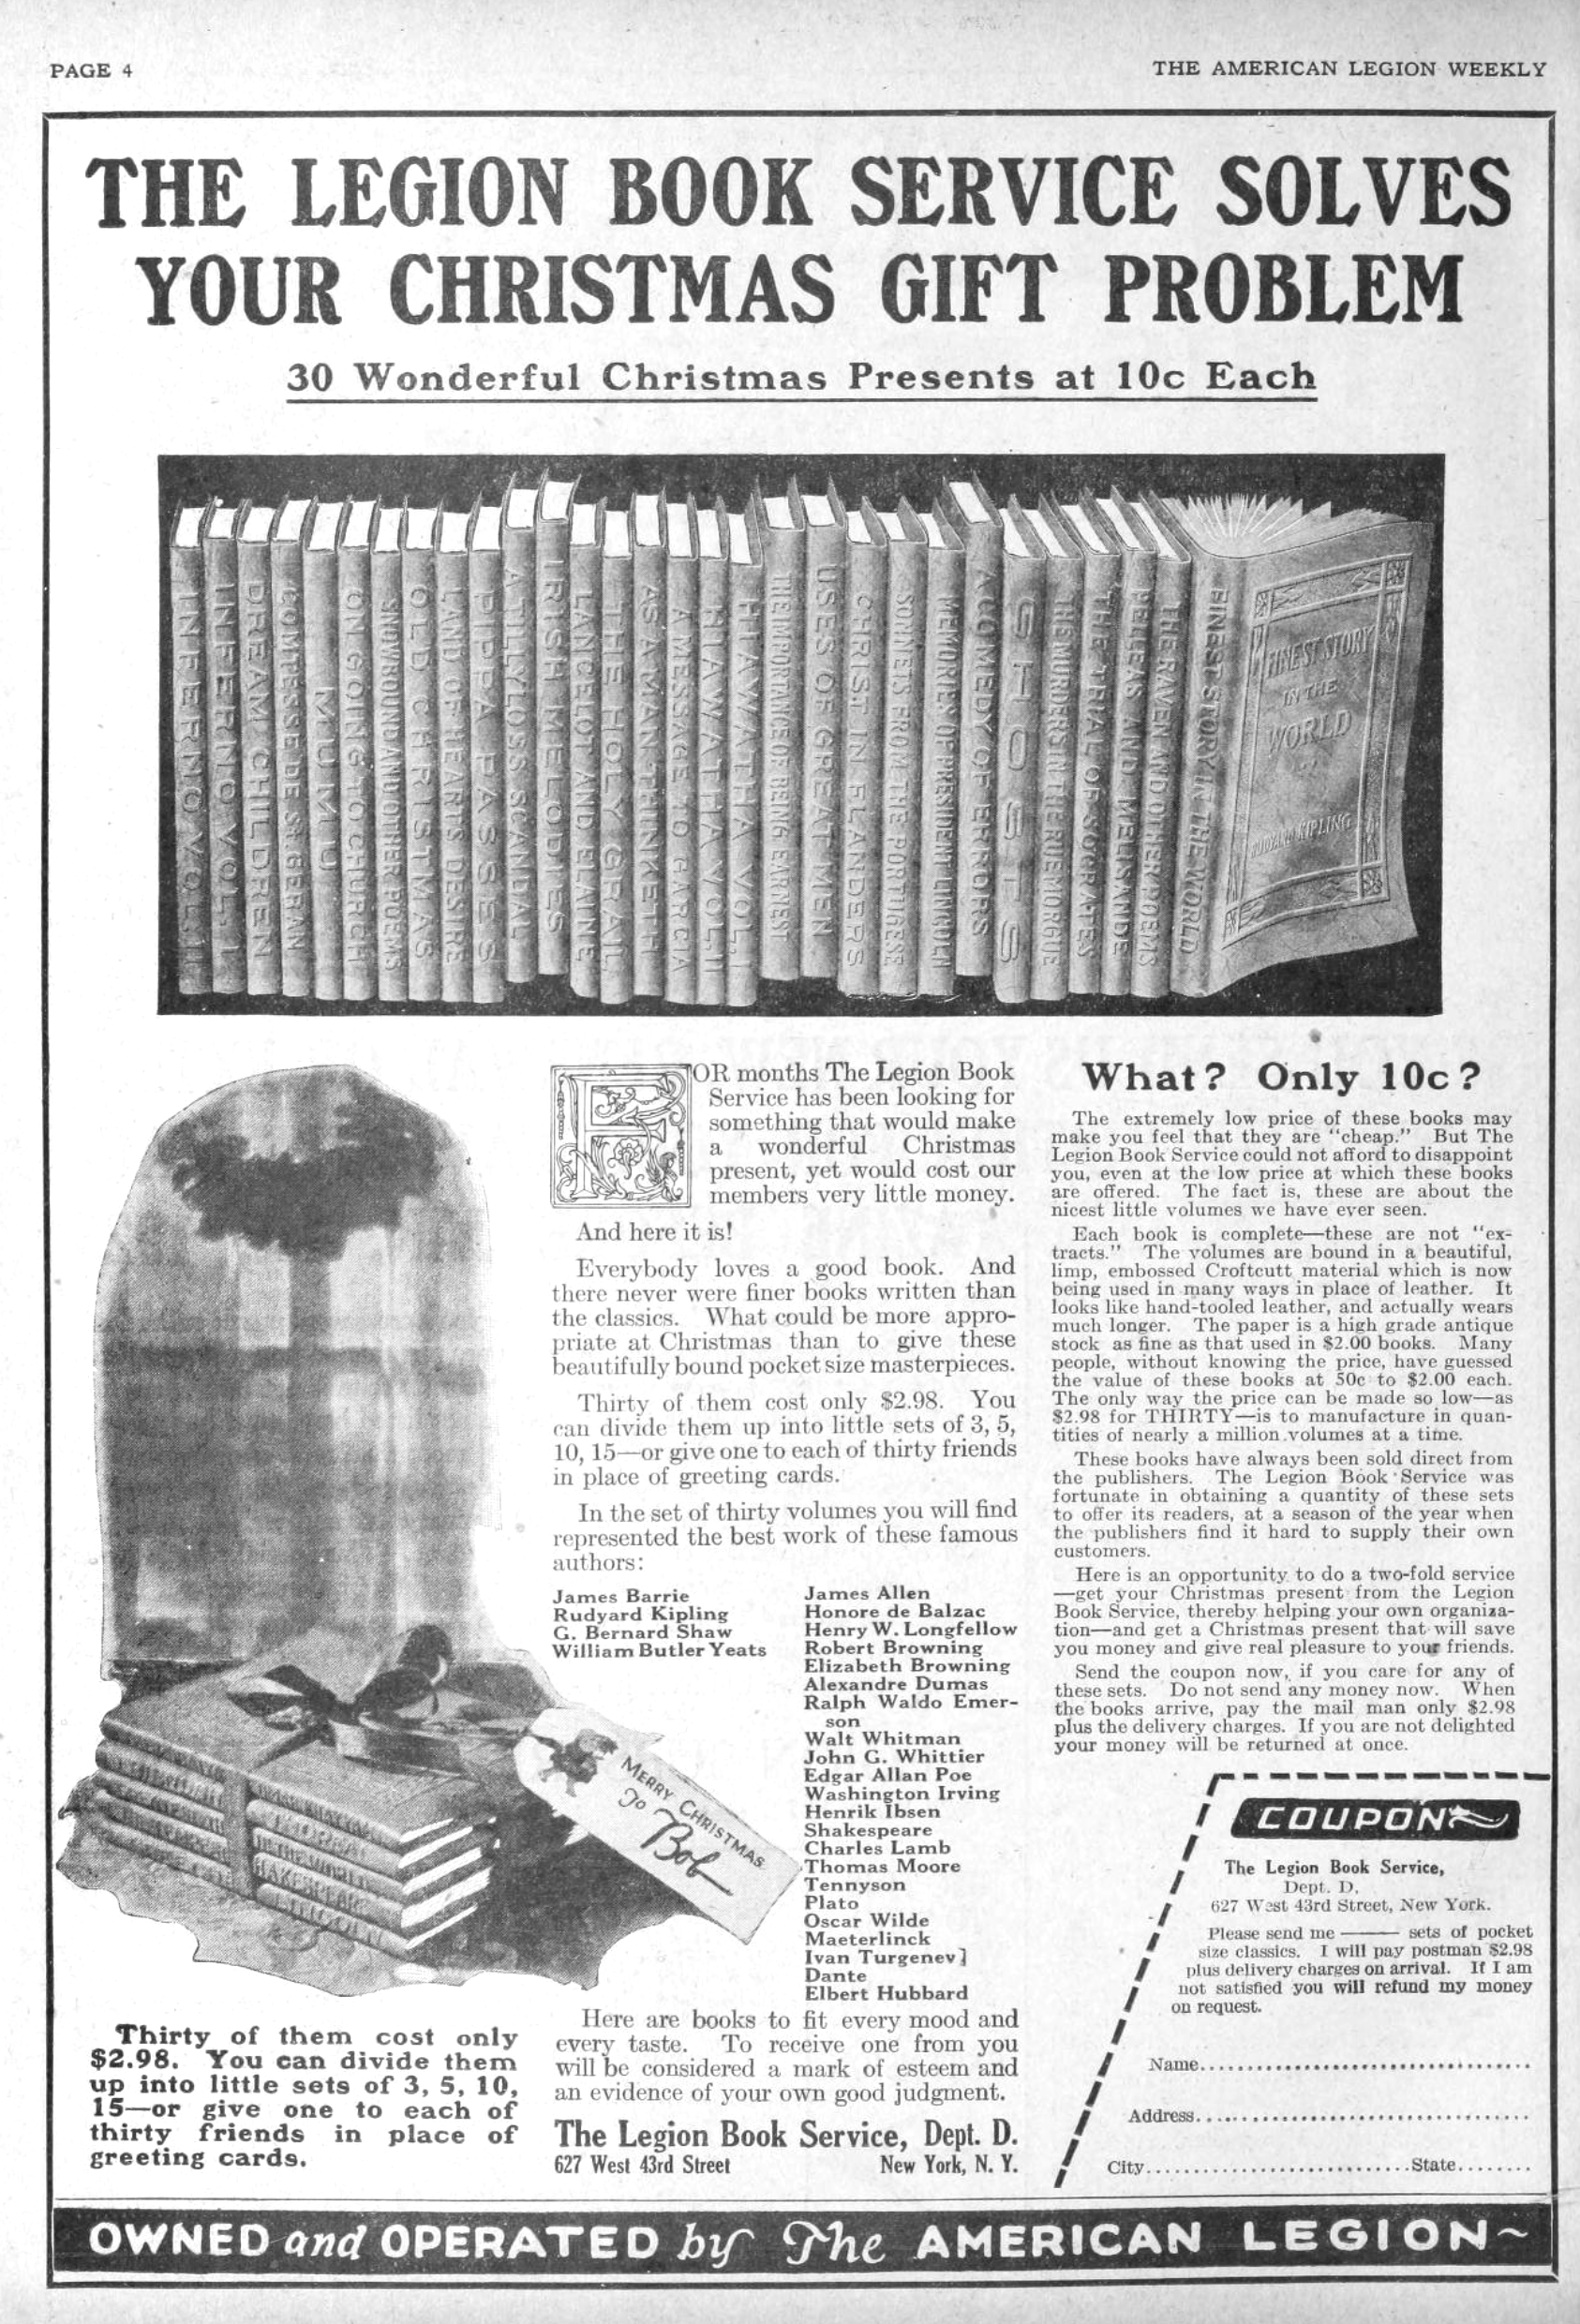 PAGE 4
THE AMERICAN LEGION WEEKLY
THE LEGION BOOK SERVICE SOLVES
YOUR CHRISTMAS GIFT PROBLEM
30 Wonderful Christmas Presents at 10c Each
INFERNO VOL. II
INFERNO VOL. I
DREAM CHILDREN
COMTESSE DE St. GERMAN
MUMU
ON GOING TO CHURCH
SNOWBOUND AND OTHER POEMS
OLD CHRISTMAS
LAND OF HEARTS DESIRE
PIPPA PASSES
A TILLYLOSS SCANDAL
IRISH MELODIES
LANCELOT AND ELAINE
THE HOLY GRAIL
AS A MAN THINKETH
A MESSAGE TO GARCIA
HIAWATHA VOL. II
HIAWATHA VOL. I
THE IMPORTANCE OF BEING EARNEST
USES OF GREAT MEN
CHRIST IN FLANDERS
SONNETS FROM THE PORTUGESE
MEMORIES OF PRESIDENT LINCOLN
A COMEDY OF ERRORS
GHOSTS
THE MURDERS IN THE RUE MORGUE
THE TRIAL OF SOCRATES
PELLEAS AND MELISANDE
THE RAVEN AND OTHER POEMS
FINEST STORY IN THE WORLD
FINEST STORY
IN THE
WORLD
RUDYARD KIPLING
FOR months The Legion Book
Service has been looking for
something that would make
a wonderful Christmas
present, yet would cost our
members very little money.
And here it is!
Everybody loves a good book. And
there never were finer books written than
the classics. What could be more appro-
priate at Christmas than to give these
beautifully bound pocket size masterpieces.
Thirty of them cost only $2.98. You
can divide them up into little sets of 3, 5,
10, 15—or give one to each of thirty friends
in place of greeting cards.
In the set of thirty volumes you will find
represented the best work of these famous
authors:
James Barrie
Rudyard Kipling
G. Bernard Shaw
William Butler Yeats
James Allen
Honore de Balzac
Henry W. Longfellow
Robert Browning
Elizabeth Browning
Alexandre Dumas
Ralph Waldo Emer-
son
Walt Whitman
John G. Whittier
Edgar Allan Poe
Washington Irving
Henrik Ibsen
Shakespeare
Charles Lamb
Thomas Moore
Tennyson
Plato
Oscar Wilde
Maeterlinck
Ivan Turgenev]
Dante
Elbert Hubbard
Here are books to fit every mood and
every taste. To receive one from you
will be considered a mark of esteem and
an evidence of your own good judgment.
The Legion Book Service, Dept. D.
627 West 43rd Street New York, N. Y.
MERRY CHRISTMAS
To
Bob
Thirty of them cost only
$2.98. You can divide them
up into little sets of 3, 5, 10,
15—or give one to each of
thirty friends in place of
greeting cards.
What? Only 10c?
The extremely low price of these books may
make you feel that they are "cheap." But The
Legion Book Service could not afford to disappoint
you, even at the low price at which these books
are offered. The fact is, these are about the
nicest little volumes we have ever seen.
Each book is complete—these are not "ex-
tracts." The volumes are bound in a beautiful,
limp, embossed Croftcutt material which is now
being used in many ways in place of leather. It
looks like hand-tooled leather, and actually wears
much longer. The paper is a high grade antique
stock as fine as that used in $2.00 books. Many
people, without knowing the price, have guessed
the value of these books at 50c to $2.00 each.
The only way the price can be made so low—as
$2.98 for THIRTY—is to manufacture in quan-
tities of nearly a million volumes at a time.
These books have always been sold direct from
the publishers. The Legion Book Service was
fortunate in obtaining a quantity of these sets
to offer its readers, at a season of the year when
the publishers find it hard to supply their own
customers.
Here is an opportunity to do a two-fold service
—get your Christmas present from the Legion
Book Service, thereby helping your own organiza-
tion—and get a Christmas present that will save
you money and give real pleasure to your friends.
Send the coupon now, if you care for any of
these sets. Do not send any money now. When
the books arrive, pay the mail man only $2.98
plus the delivery charges. If you are not delighted
your money will be returned at once.
COUPON
The Legion Book Service,
Dept. D,
627 West 43rd Street, New York.
Please send me ——— sets of pocket
size classics. I will pay postman $2.98
plus delivery charges on arrival. If I am
not satisfied you will refund my money
on request.
Name.....................................
Address...................................
City............................State........
OWNED and OPERATED by The AMERICAN LEGION~